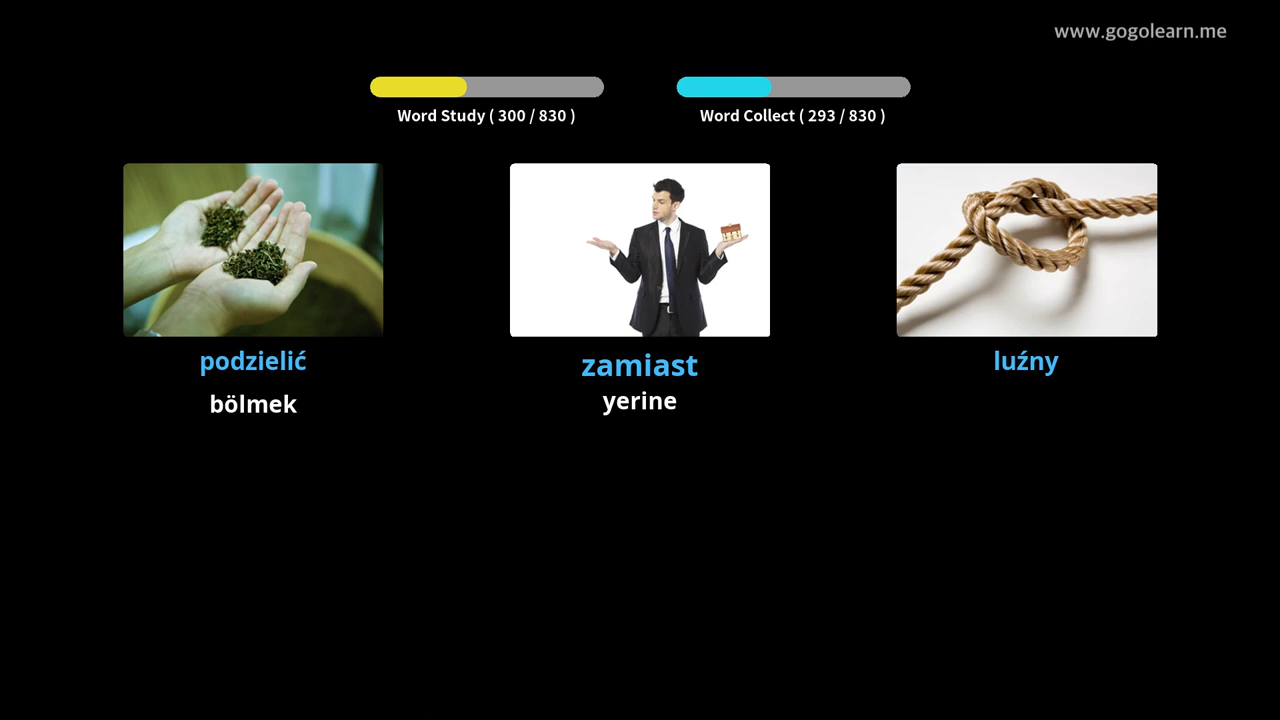 www.gogolearn.me
Word Study ( 300 / 830 )
Word Collect ( 293 / 830 )
podzielić
bölmek
zamiast
yerine
luźny